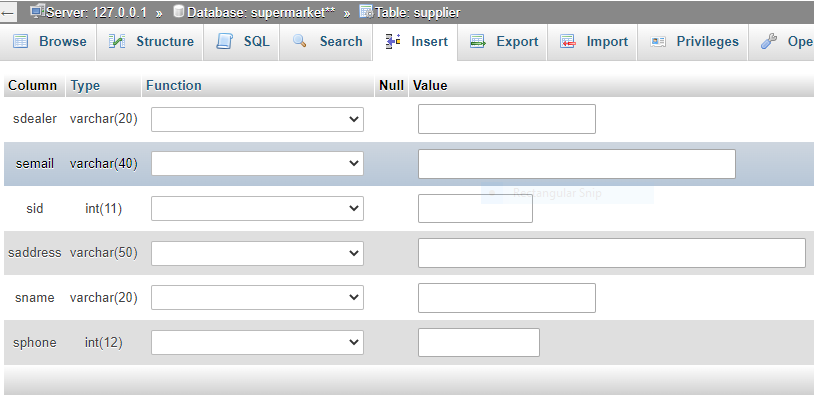 ← Server: 127.0.0.1 » Database: supermarket** » Table: supplier
Browse Structure SQL Search Insert Export Import Privileges Ope
Column Type Function Null Value
sdealer varchar(20)
semail varchar(40)
Rectangular Snip
sid int(11)
saddress varchar(50)
sname varchar(20)
sphone int(12)